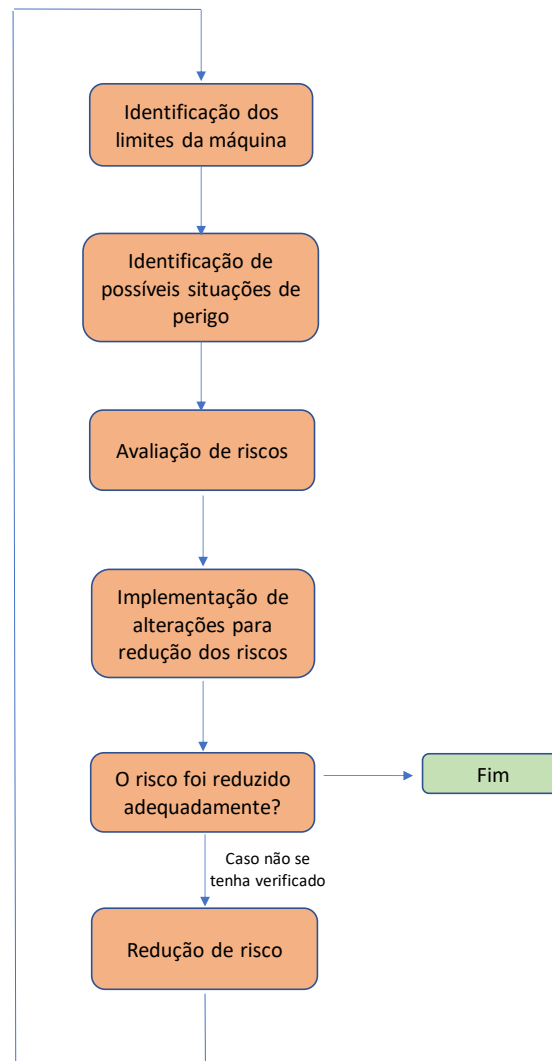 Identificação dos
limites da máquina
Identificação de
possíveis situações de
perigo
Avaliação de riscos
Implementação de
alterações para
redução dos riscos
O risco foi reduzido
adequadamente?
Fim
Caso não se
tenha verificado
Redução de risco